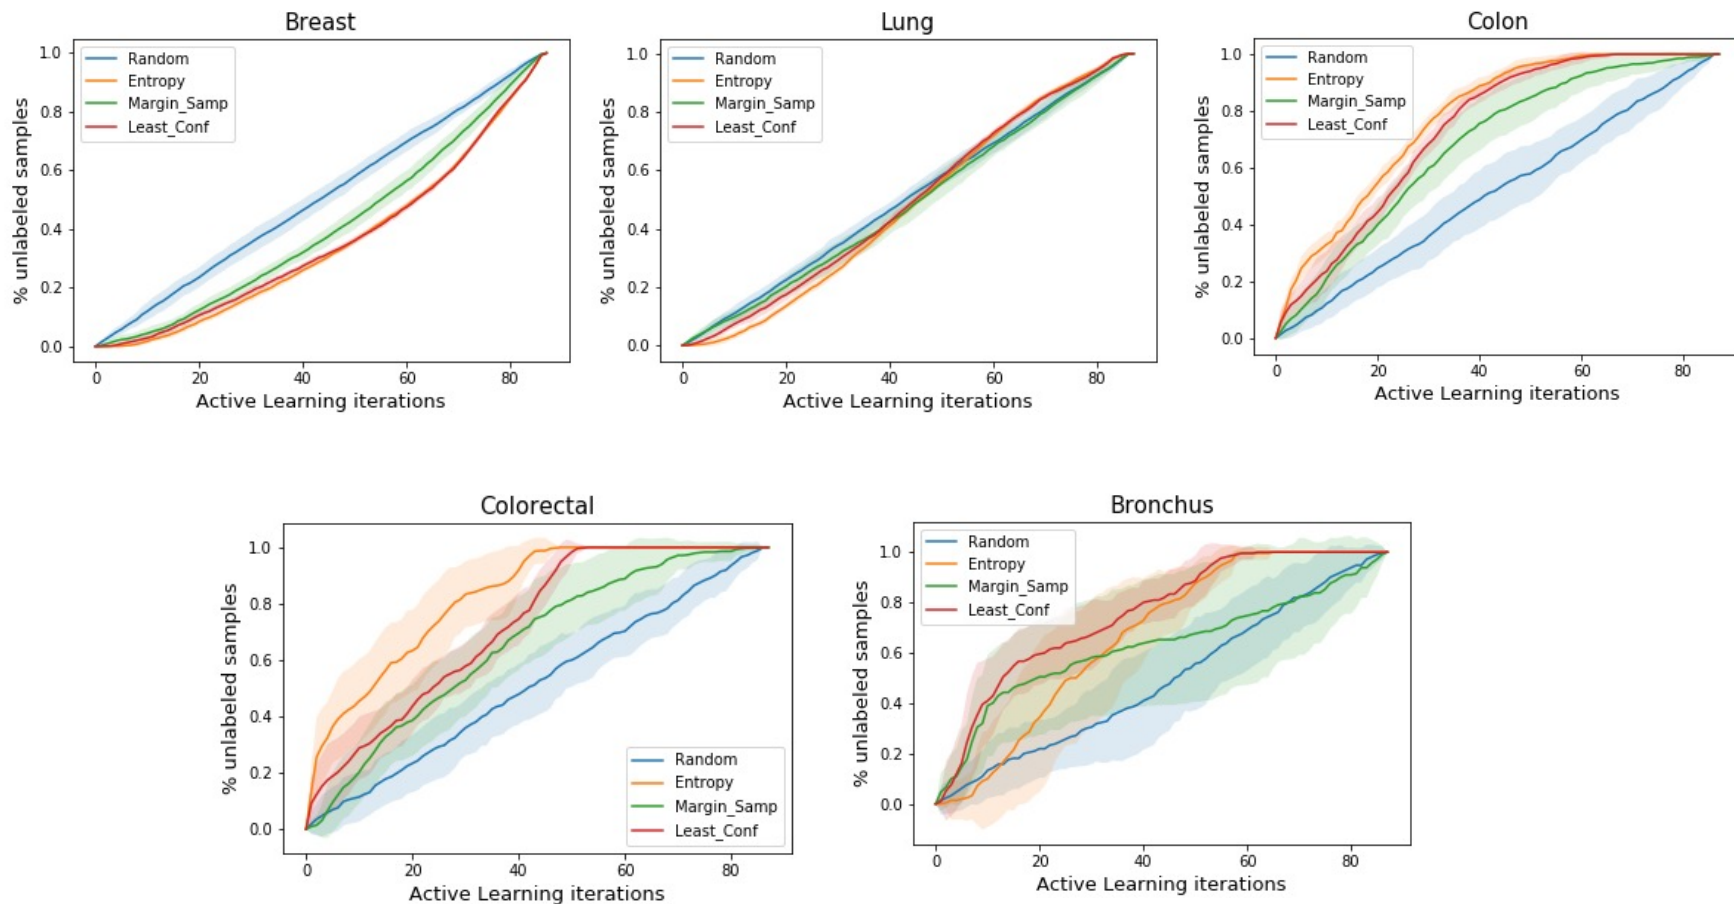 Breast
1.0
0.8
0.6
0.4
0.2
0.0
% unlabeled samples
Random
Entropy
Margin_Samp
Least_Conf
0 20 40 60 80
Active Learning iterations
Lung
1.0
0.8
0.6
0.4
0.2
0.0
% unlabeled samples
Random
Entropy
Margin_Samp
Least_Conf
0 20 40 60 80
Active Learning iterations
Colon
1.0
0.8
0.6
0.4
0.2
0.0
% unlabeled samples
Random
Entropy
Margin_Samp
Least_Conf
0 20 40 60 80
Active Learning iterations
Colorectal
1.0
0.8
0.6
0.4
0.2
0.0
% unlabeled samples
Random
Entropy
Margin_Samp
Least_Conf
0 20 40 60 80
Active Learning iterations
Bronchus
1.0
0.8
0.6
0.4
0.2
0.0
% unlabeled samples
Random
Entropy
Margin_Samp
Least_Conf
0 20 40 60 80
Active Learning iterations